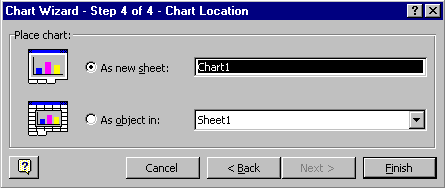 Chart Wizard - Step 4 of 4 - Chart Location
Place chart:
As new sheet: Chart1
As object in: Sheet1
Cancel < Back Next > Finish